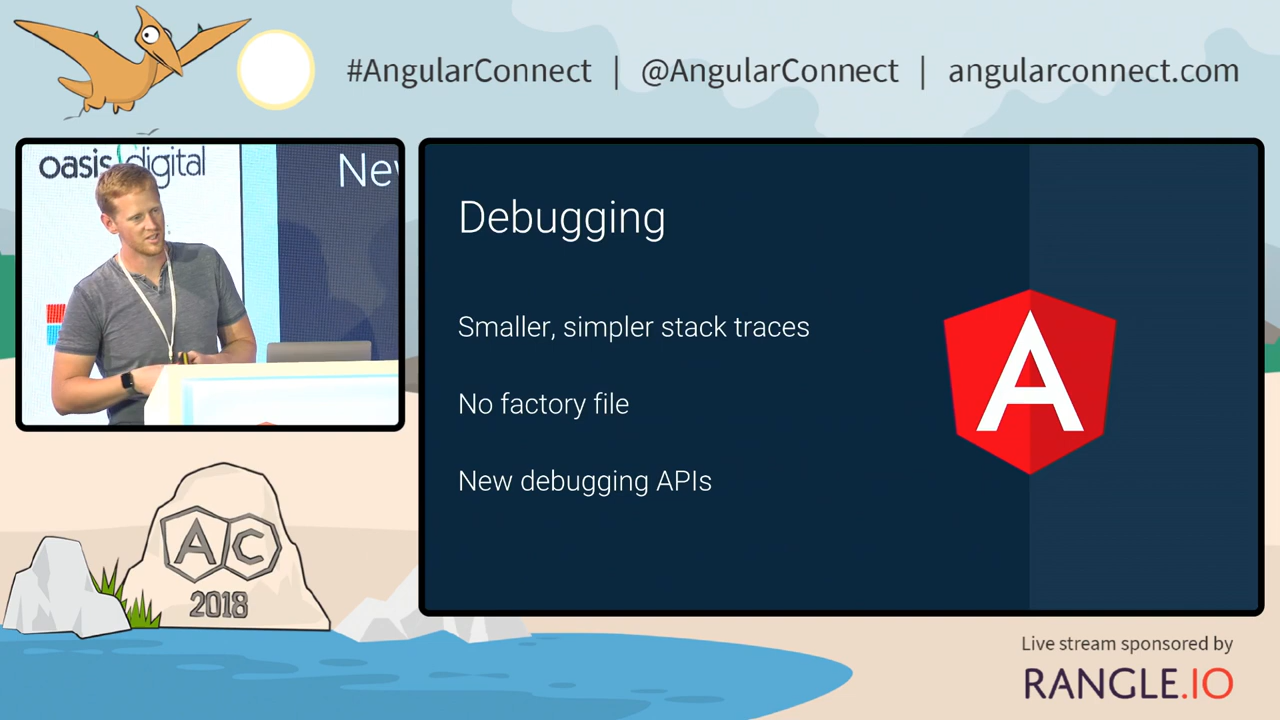 #AngularConnect | @AngularConnect | angularconnect.com
oasis digital
Debugging
Smaller, simpler stack traces
No factory file
New debugging APIs
A
AC
2018
Live stream sponsored by
RANGLE.IO